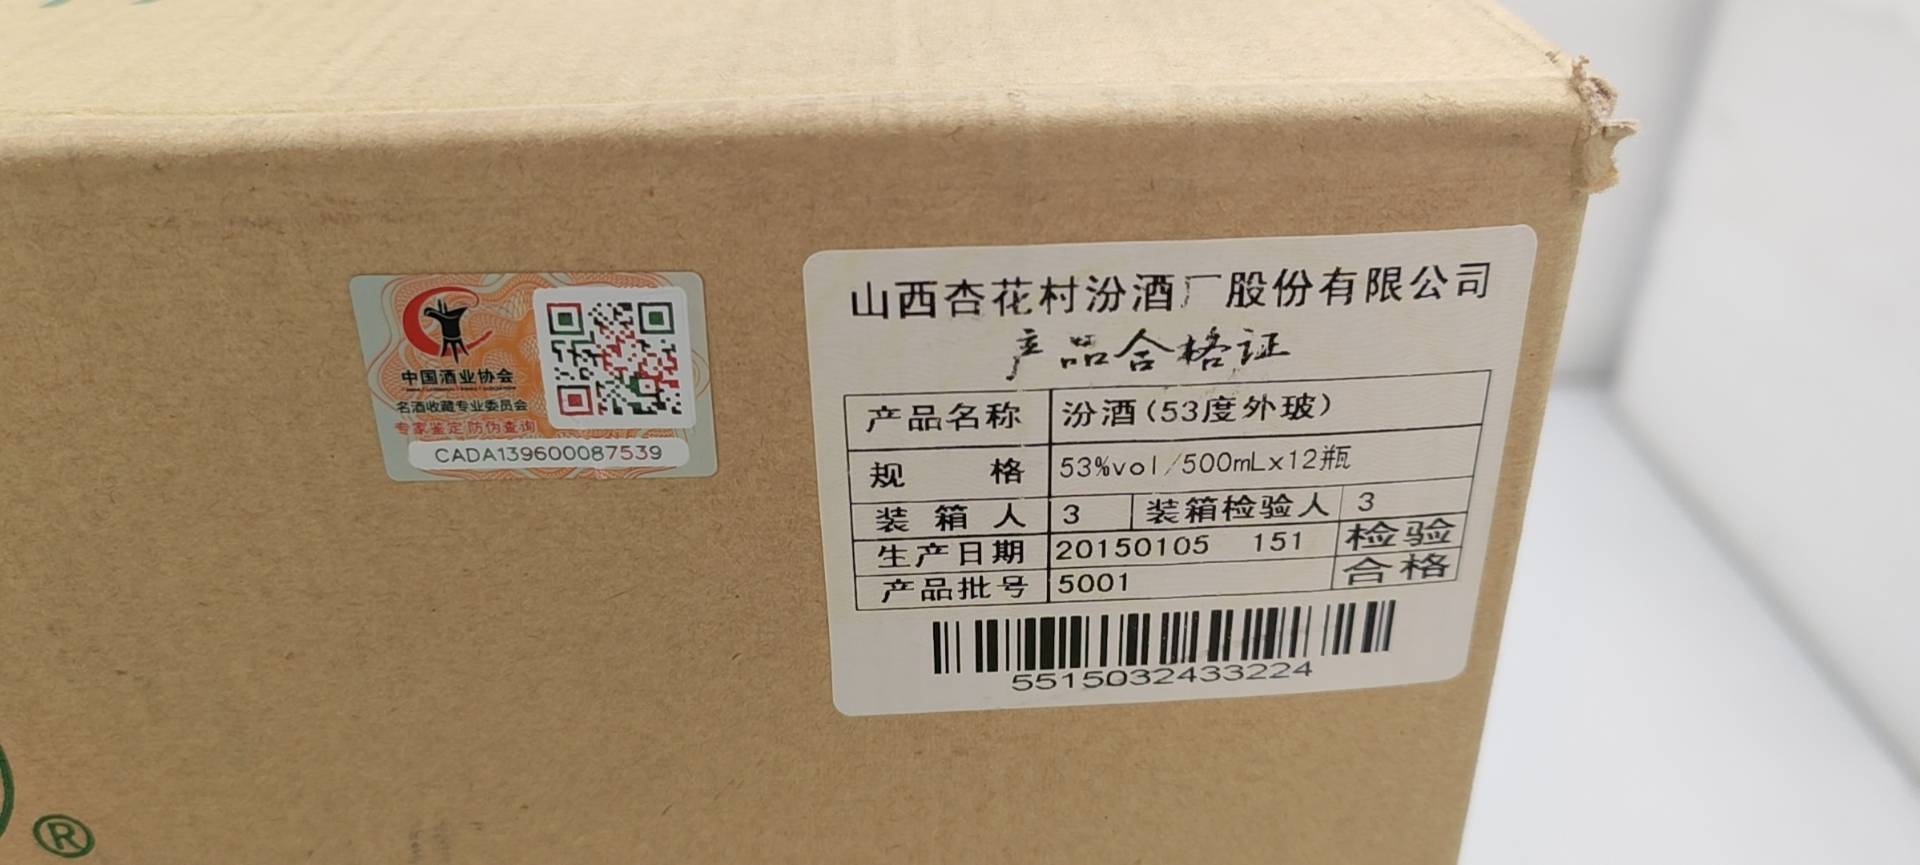 中国酒业协会
名酒收藏专业委员会
专家鉴定 防伪查询
CADA139600087539
山西杏花村汾酒厂股份有限公司
产品合格证
产品名称 汾酒(53度外玻)
规 格 53%vol/500mLx12瓶
装 箱 人 3 装箱检验人 3
生产日期 20150105 151 检验
产品批号 5001 合格
5515032433224
®